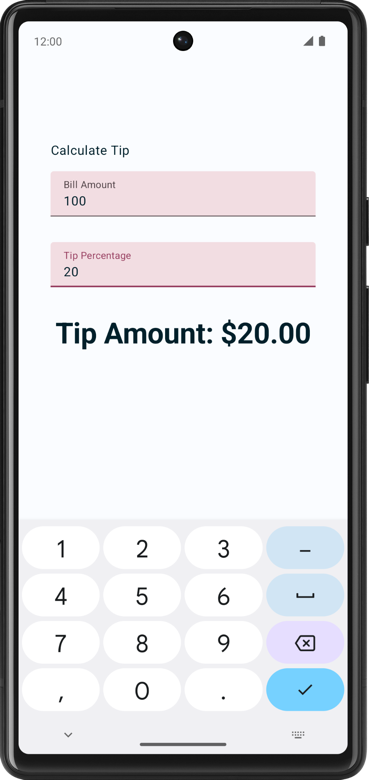 12:00
Calculate Tip
Bill Amount
100
Tip Percentage
20
Tip Amount: $20.00
1 2 3 –
4 5 6
7 8 9
, 0 .